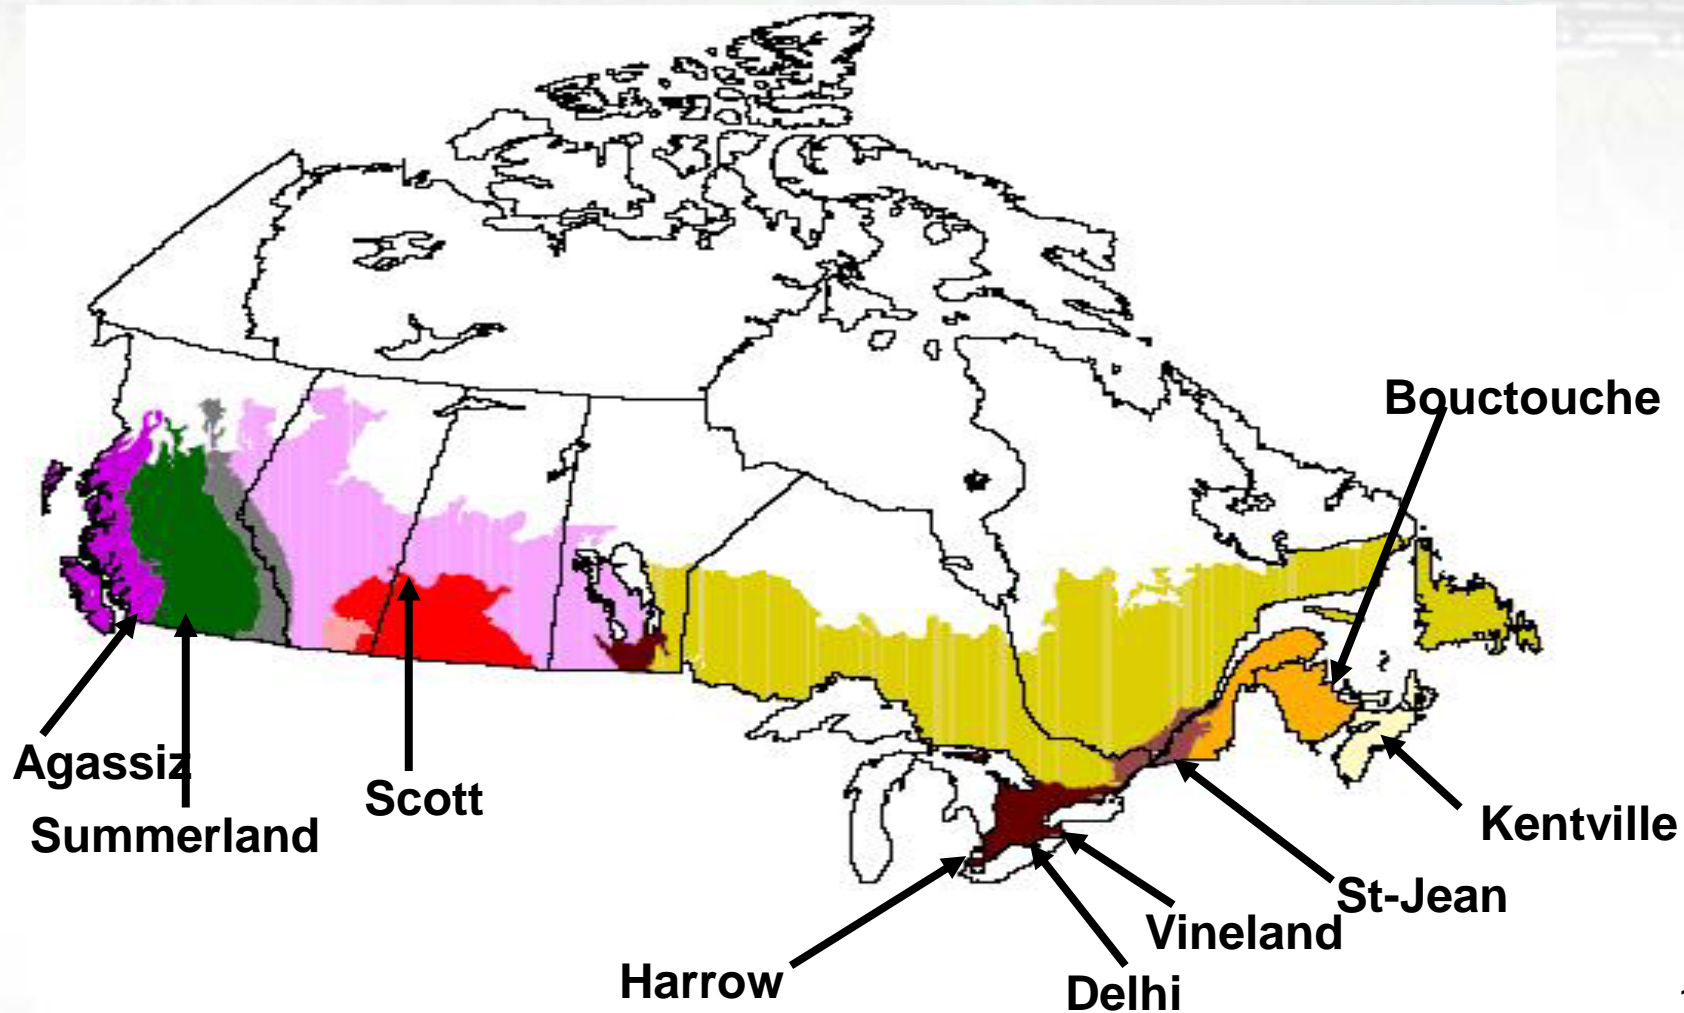 Bouctouche
Agassiz
Scott
Summerland
Kentville
St-Jean
Vineland
Harrow
Delhi